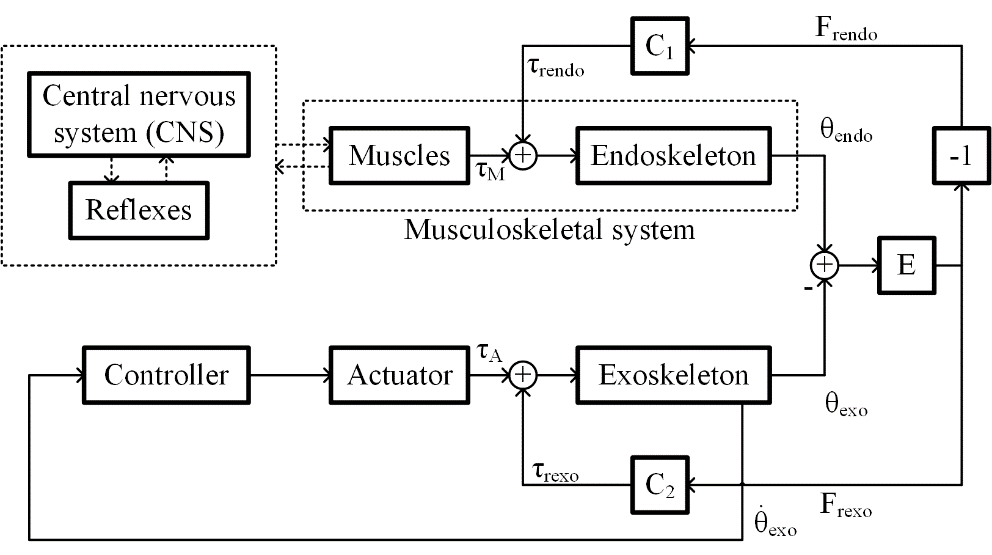 F_rendo
C_1
τ_rendo
Central nervous
system (CNS)
Reflexes
Muscles
τ_M
+
Endoskeleton
θ_endo
-1
Musculoskeletal system
+
-
E
Controller
Actuator
τ_A
+
Exoskeleton
θ_exo
τ_rexo
C_2
F_rexo
θ̇_exo